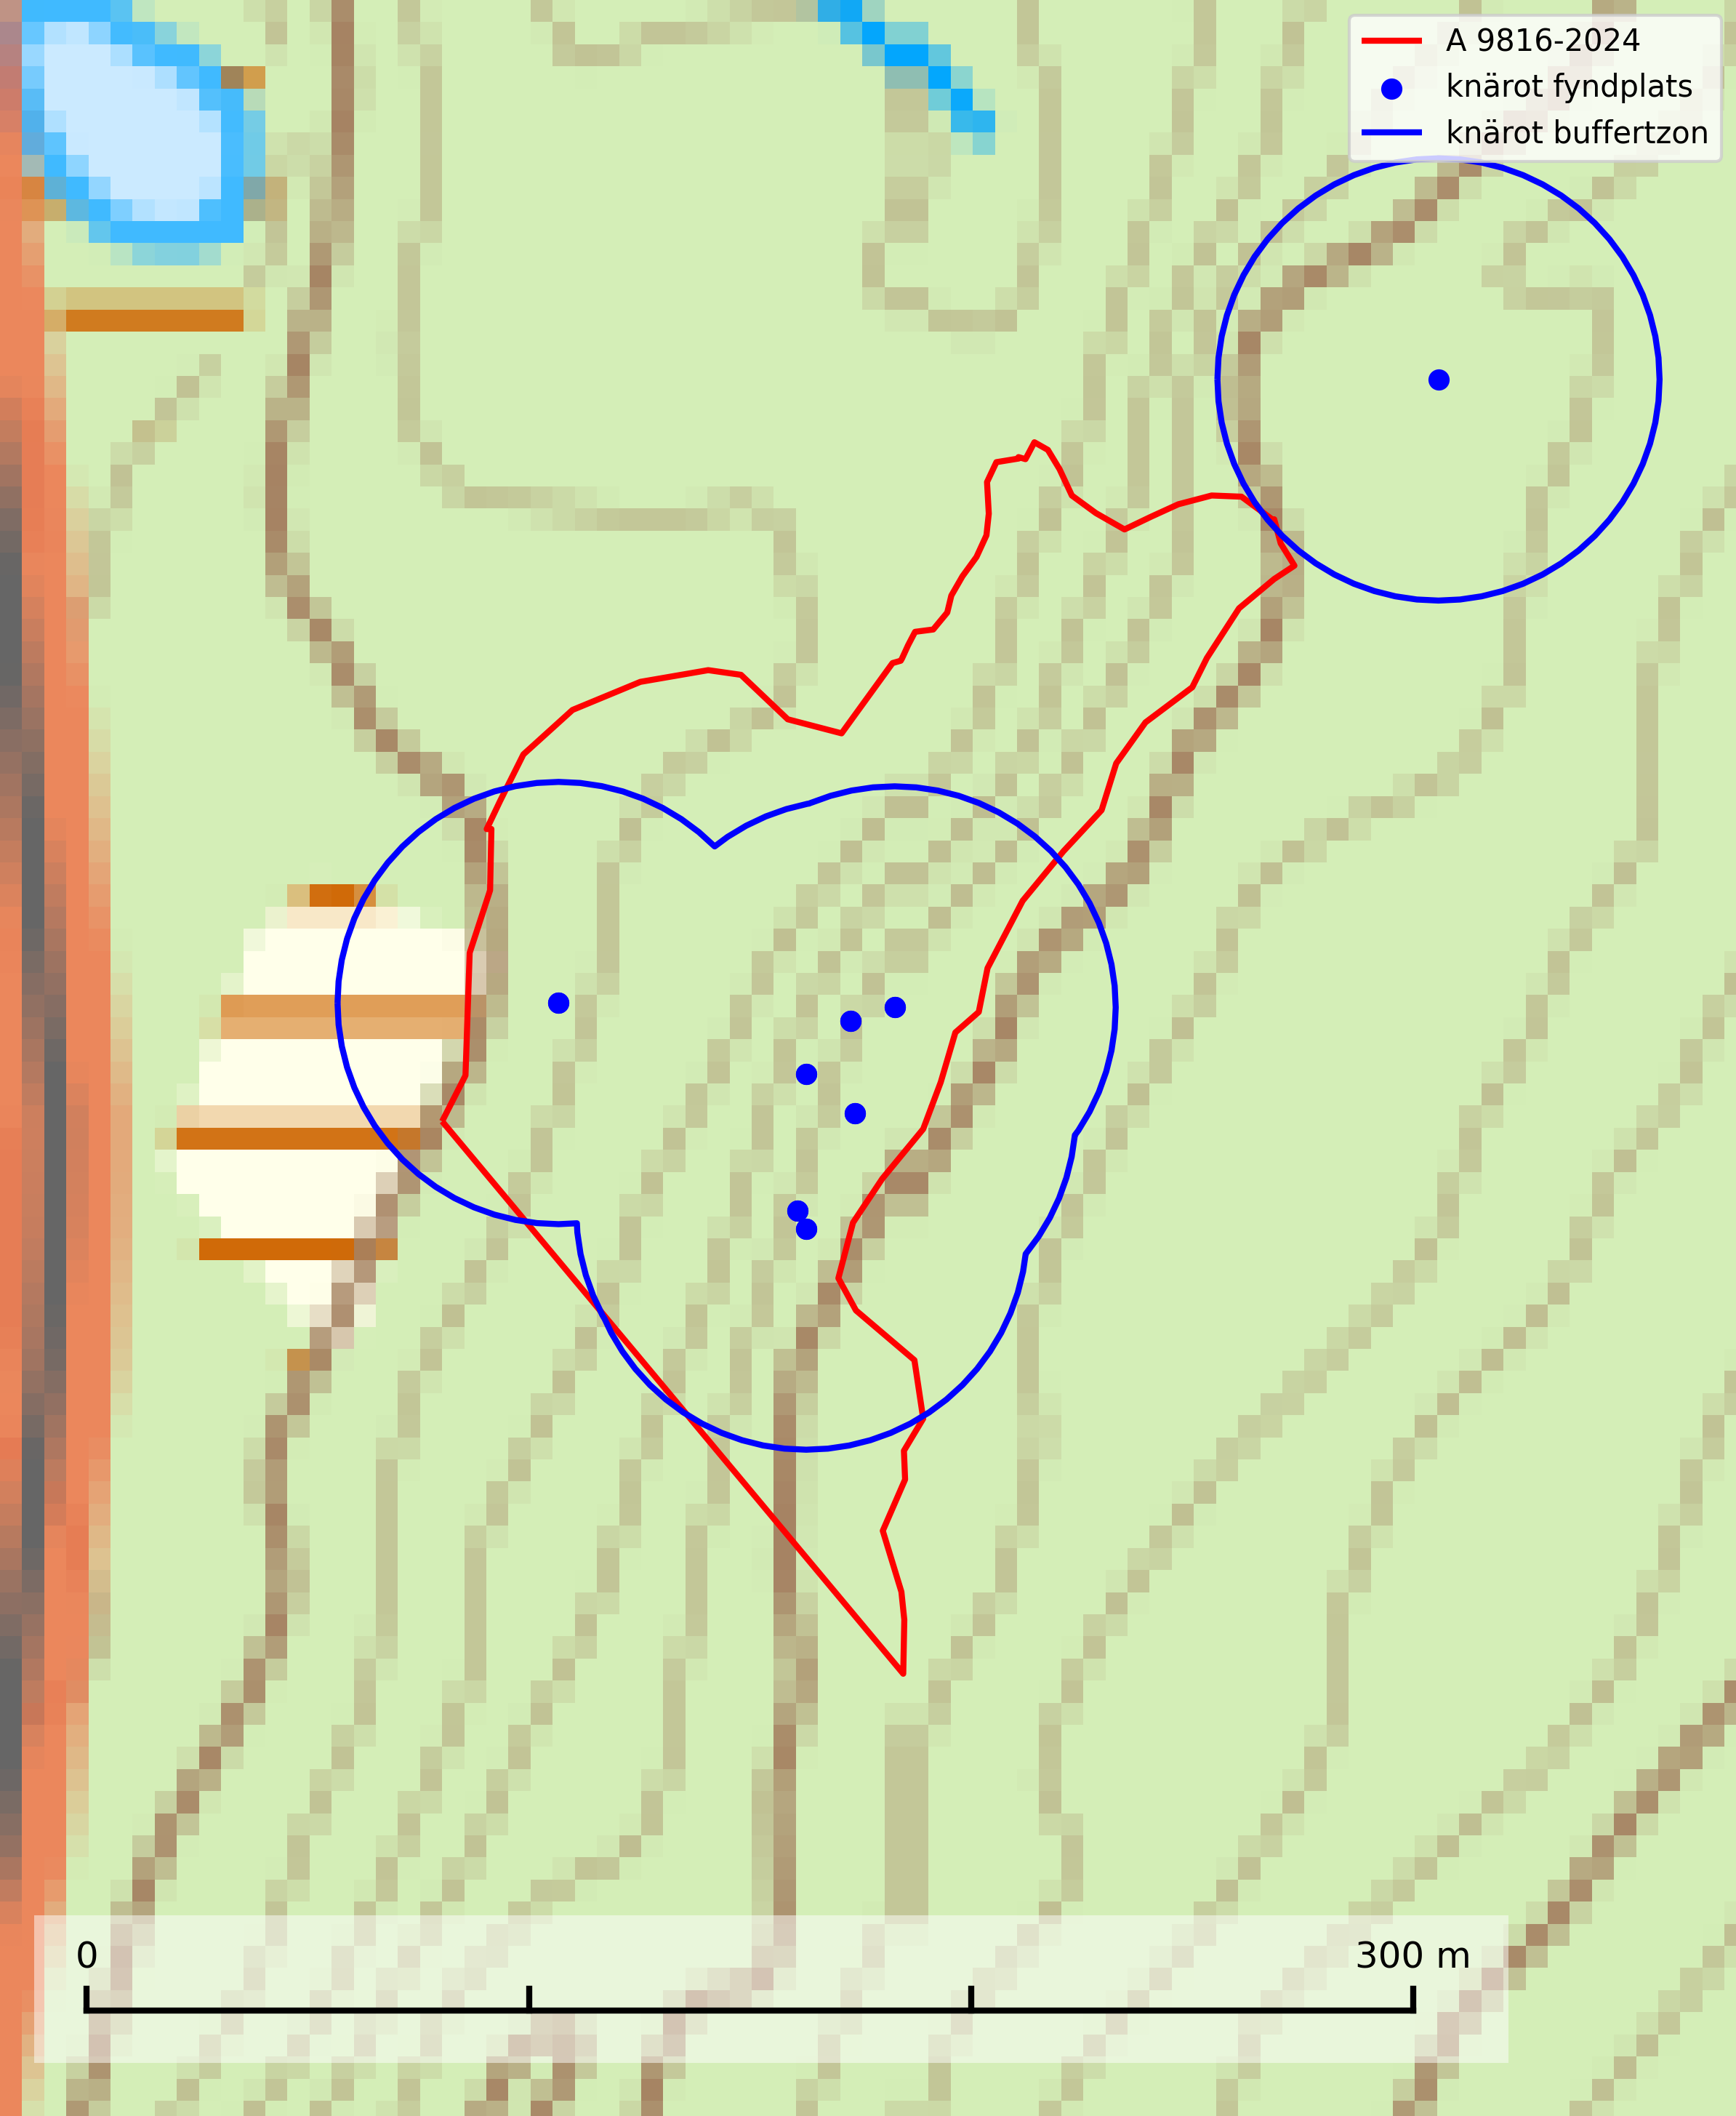 A 9816-2024
knärot fyndplats
knärot buffertzon
0 300 m